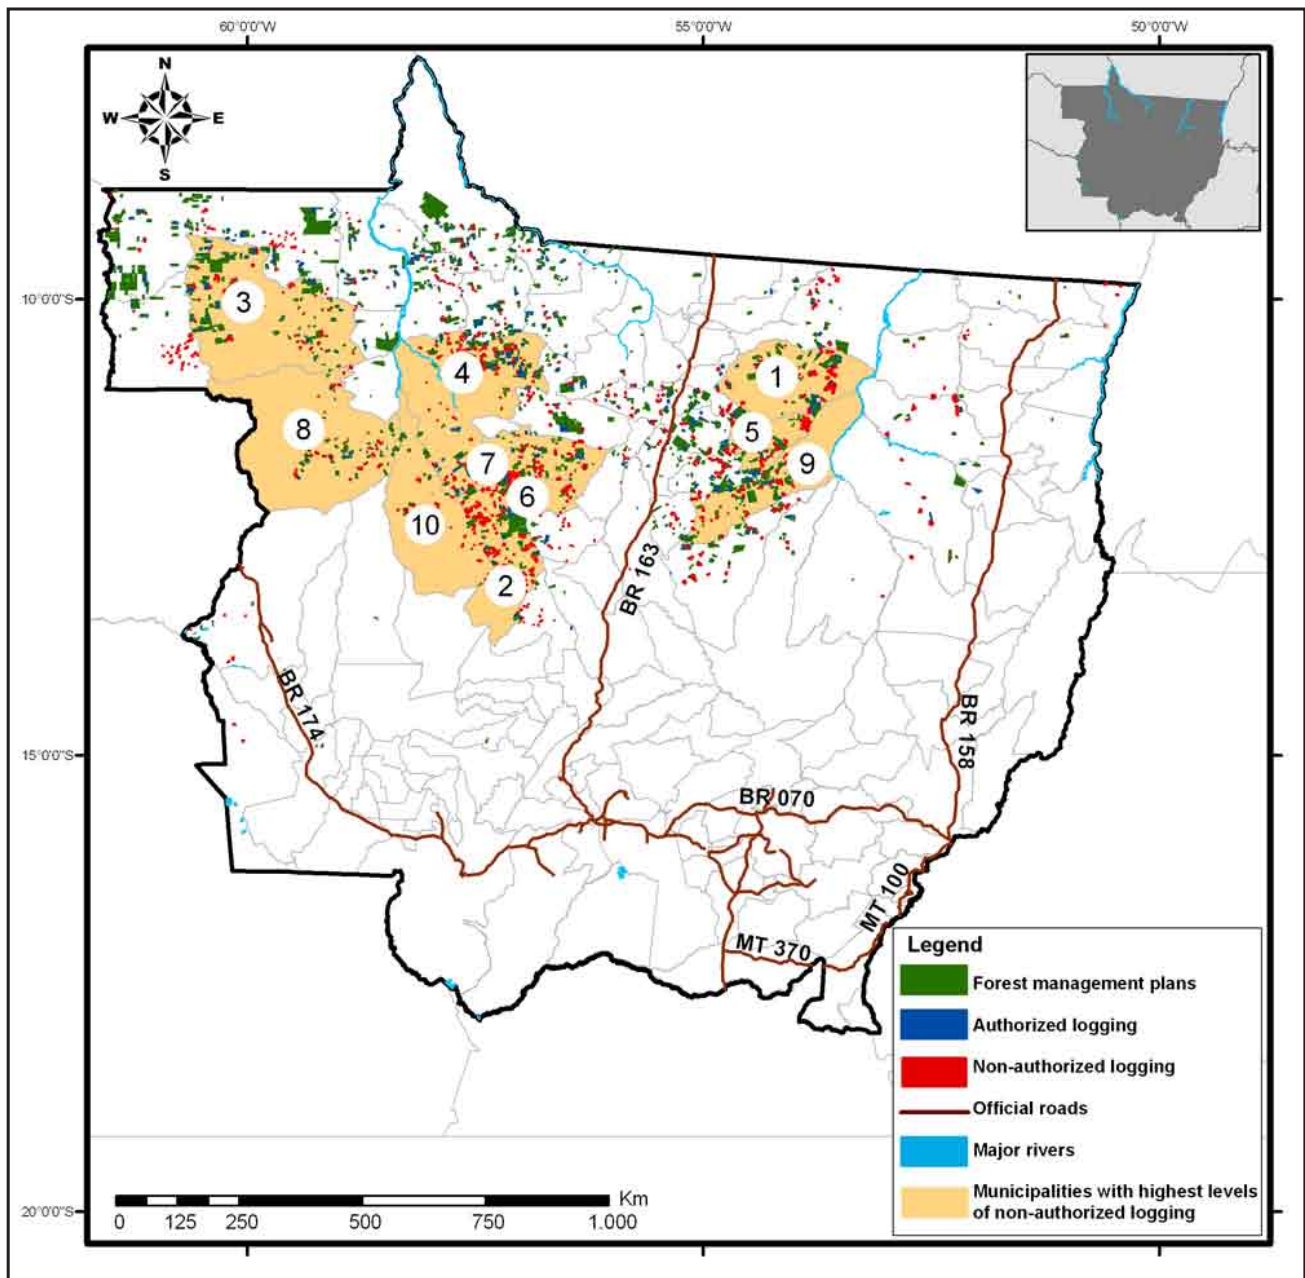 60°0'0"W 55°0'0"W 50°0'0"W
N
W E
S
10°0'0"S
3
4
1
8
5
7
9
6
10
2
BR 163
BR 174
BR 158
15°0'0"S
BR 070
MT 100
MT 370
Legend
Forest management plans
Authorized logging
Non-authorized logging
Official roads
Major rivers
Municipalities with highest levels
of non-authorized logging
Km
0 125 250 500 750 1.000
20°0'0"S